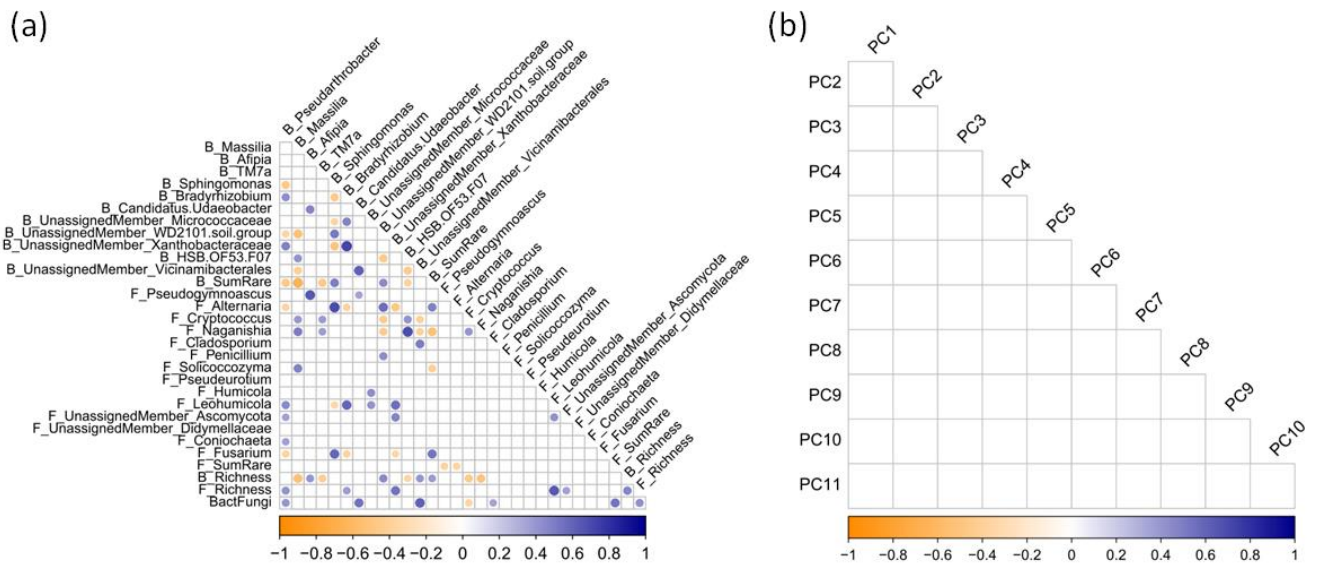 (a)
B_Pseudarthrobacter
B_Massilia
B_Afipia
B_TM7a
B_Sphingomonas
B_Bradyrhizobium
B_Candidatus.Udaeobacter
B_UnassignedMember_Micrococcaceae
B_UnassignedMember_WD2101.soil.group
B_UnassignedMember_Xanthobacteraceae
B_HSB.OF53.F07
B_UnassignedMember_Vicinamibacterales
B_SumRare
F_Pseudogymnoascus
F_Alternaria
F_Cryptococcus
F_Naganishia
F_Cladosporium
F_Penicillium
F_Solicoccozyma
F_Pseudeurotium
F_Humicola
F_Leohumicola
F_UnassignedMember_Ascomycota
F_UnassignedMember_Didymellaceae
F_Coniochaeta
F_Fusarium
F_SumRare
B_Richness
F_Richness
B_Massilia
B_Afipia
B_TM7a
B_Sphingomonas
B_Bradyrhizobium
B_Candidatus.Udaeobacter
B_UnassignedMember_Micrococcaceae
B_UnassignedMember_WD2101.soil.group
B_UnassignedMember_Xanthobacteraceae
B_HSB.OF53.F07
B_UnassignedMember_Vicinamibacterales
B_SumRare
F_Pseudogymnoascus
F_Alternaria
F_Cryptococcus
F_Naganishia
F_Cladosporium
F_Penicillium
F_Solicoccozyma
F_Pseudeurotium
F_Humicola
F_Leohumicola
F_UnassignedMember_Ascomycota
F_UnassignedMember_Didymellaceae
F_Coniochaeta
F_Fusarium
F_SumRare
B_Richness
F_Richness
BactFungi
−1 −0.8 −0.6 −0.4 −0.2 0 0.2 0.4 0.6 0.8 1
(b)
PC1
PC2
PC3
PC4
PC5
PC6
PC7
PC8
PC9
PC10
PC2
PC3
PC4
PC5
PC6
PC7
PC8
PC9
PC10
PC11
−1 −0.8 −0.6 −0.4 −0.2 0 0.2 0.4 0.6 0.8 1